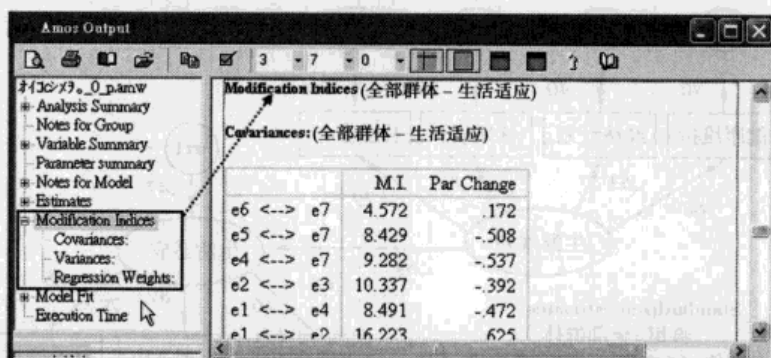 Amos Output
3 7 0
Analysis Summary
Notes for Group
Variable Summary
Parameter summary
Notes for Model
Estimates
Modification Indices
Covariances:
Variances:
Regression Weights:
Model Fit
Execution Time
Modification Indices (全部群体 – 生活适应)
Covariances: (全部群体 – 生活适应)
M.I. Par Change
e6 <--> e7 4.572 .172
e5 <--> e7 8.429 -.508
e4 <--> e7 9.282 -.537
e2 <--> e3 10.337 -.392
e1 <--> e4 8.491 -.472
e1 <--> e2 16.223 .625